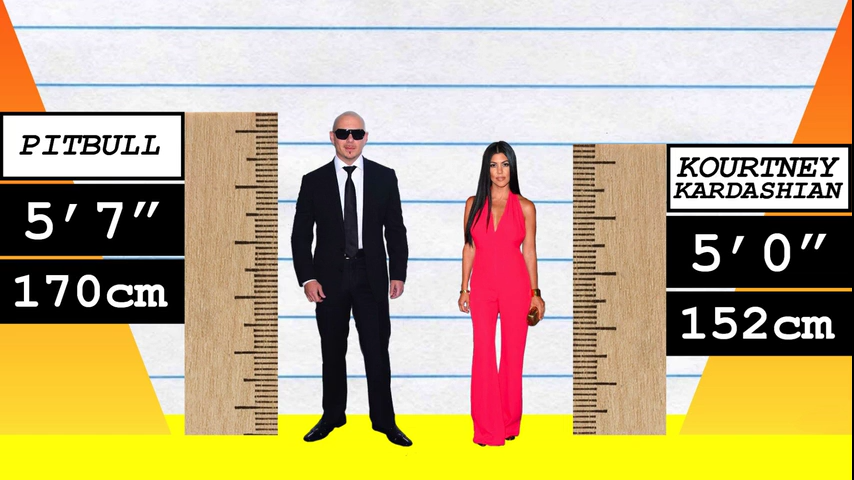 PITBULL
5’7”
170cm
KOURTNEY
KARDASHIAN
5’0”
152cm